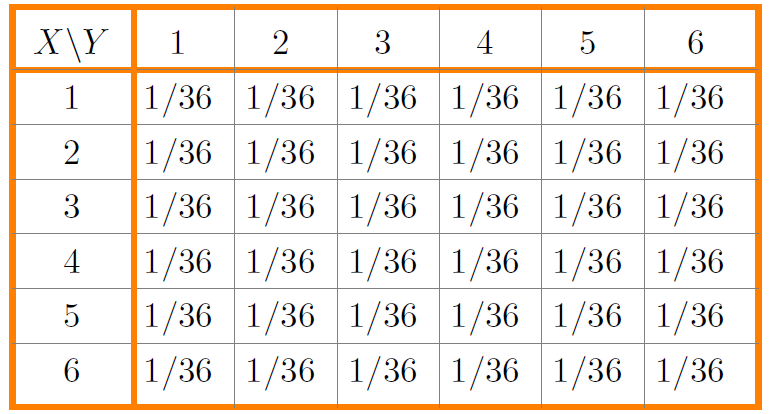 X\Y 1 2 3 4 5 6
1 1/36 1/36 1/36 1/36 1/36 1/36
2 1/36 1/36 1/36 1/36 1/36 1/36
3 1/36 1/36 1/36 1/36 1/36 1/36
4 1/36 1/36 1/36 1/36 1/36 1/36
5 1/36 1/36 1/36 1/36 1/36 1/36
6 1/36 1/36 1/36 1/36 1/36 1/36